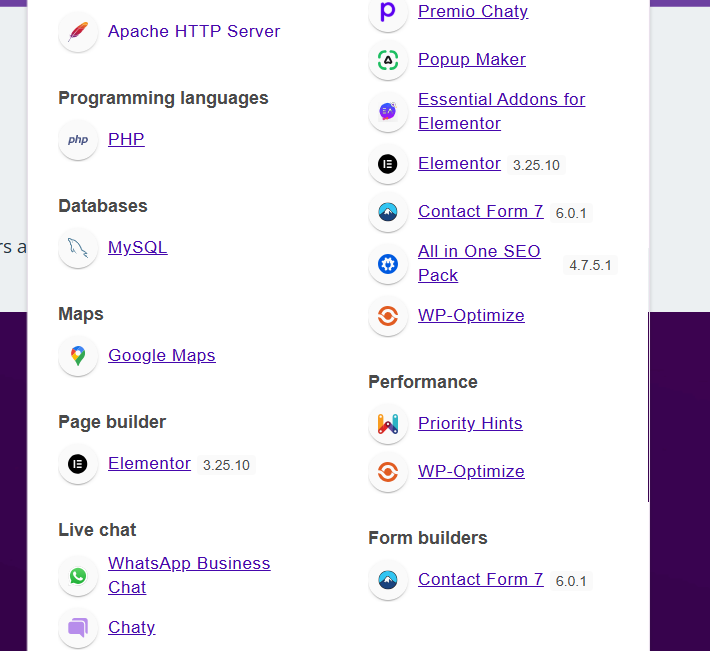 Apache HTTP Server
Programming languages
php
PHP
Databases
MySQL
Maps
Google Maps
Page builder
Elementor 3.25.10
Live chat
WhatsApp Business
Chat
Chaty
Premio Chaty
Popup Maker
Essential Addons for
Elementor
Elementor 3.25.10
Contact Form 7 6.0.1
All in One SEO
Pack 4.7.5.1
WP-Optimize
Performance
Priority Hints
WP-Optimize
Form builders
Contact Form 7 6.0.1
rs a